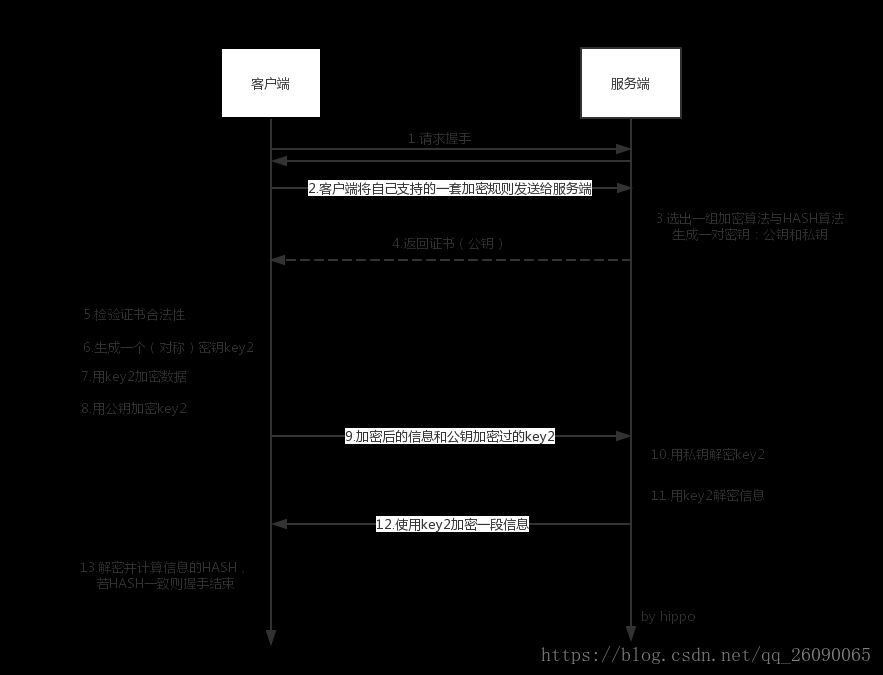 客户端
服务端
1.请求握手
2.客户端将自己支持的一套加密规则发送给服务端
3.选出一组加密算法与HASH算法
生成一对密钥：公钥和私钥
4.返回证书（公钥）
5.检验证书合法性
6.生成一个（对称）密钥key2
7.用key2加密数据
8.用公钥加密key2
9.加密后的信息和公钥加密过的key2
10.用私钥解密key2
11.用key2解密信息
12.使用key2加密一段信息
13.解密并计算信息的HASH，
若HASH一致则握手结束
by hippo
https://blog.csdn.net/qq_26090065